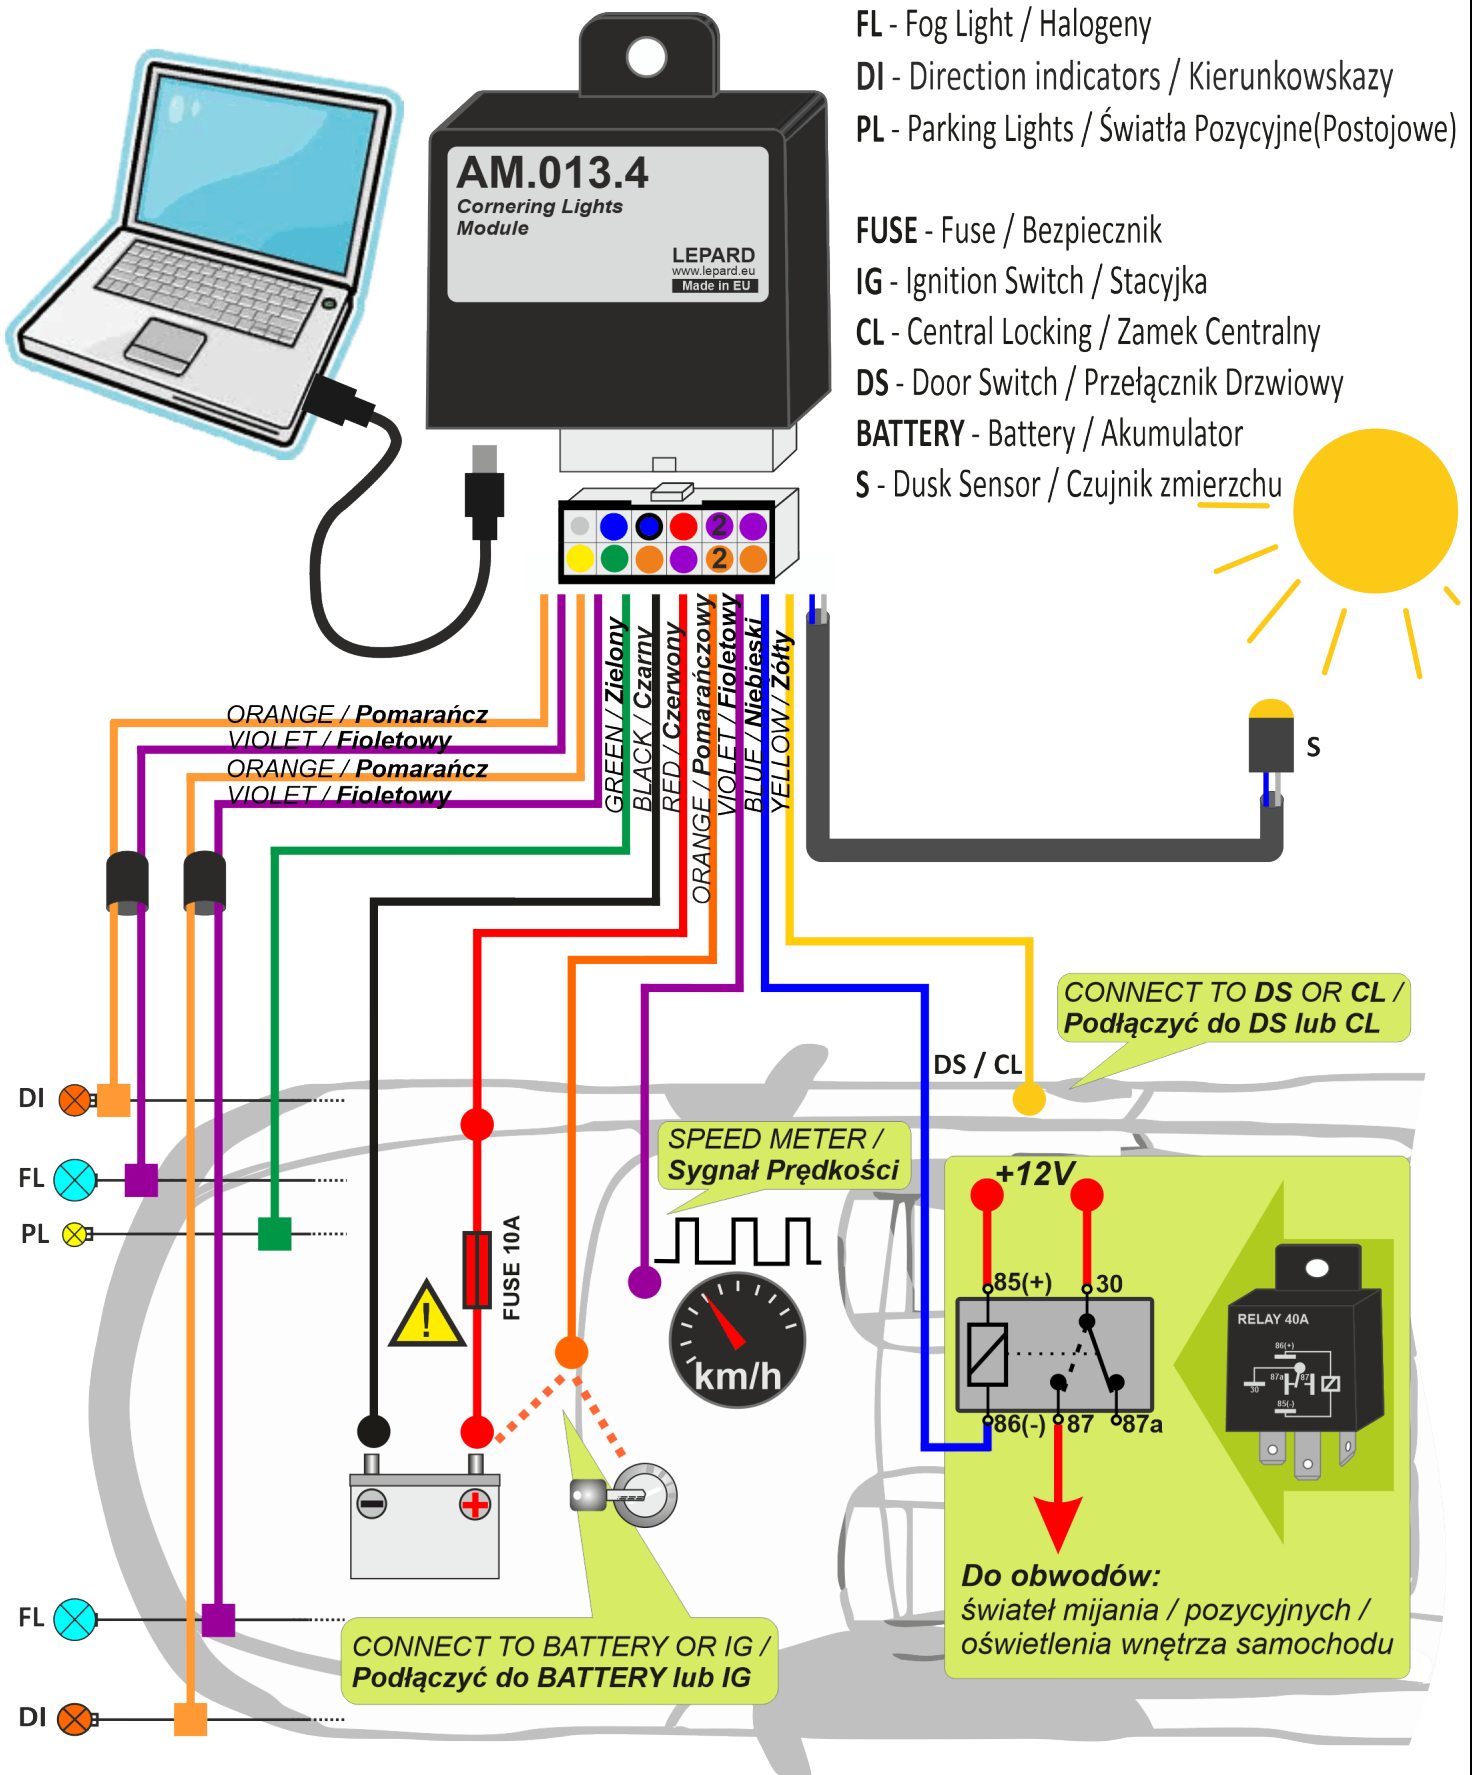 FL - Fog Light / Halogeny
DI - Direction indicators / Kierunkowskazy
PL - Parking Lights / Światła Pozycyjne(Postojowe)
FUSE - Fuse / Bezpiecznik
IG - Ignition Switch / Stacyjka
CL - Central Locking / Zamek Centralny
DS - Door Switch / Przełącznik Drzwiowy
BATTERY - Battery / Akumulator
S - Dusk Sensor / Czujnik zmierzchu
AM.013.4
Cornering Lights
Module
LEPARD
www.lepard.eu
Made in EU
2
2
ORANGE / Pomarańcz
VIOLET / Fioletowy
ORANGE / Pomarańcz
VIOLET / Fioletowy
GREEN / Zielony
BLACK / Czarny
RED / Czerwony
ORANGE / Pomarańczowy
VIOLET / Fioletowy
BLUE / Niebieski
YELLOW / Żółty
S
CONNECT TO DS OR CL /
Podłączyć do DS lub CL
DS / CL
DI
FL
PL
SPEED METER /
Sygnał Prędkości
FUSE 10A
!
km/h
+12V
85(+)
30
86(-)
87
87a
RELAY 40A
86(+)
87a
87
30
85(-)
Do obwodów:
świateł mijania / pozycyjnych /
oświetlenia wnętrza samochodu
FL
CONNECT TO BATTERY OR IG /
Podłączyć do BATTERY lub IG
DI